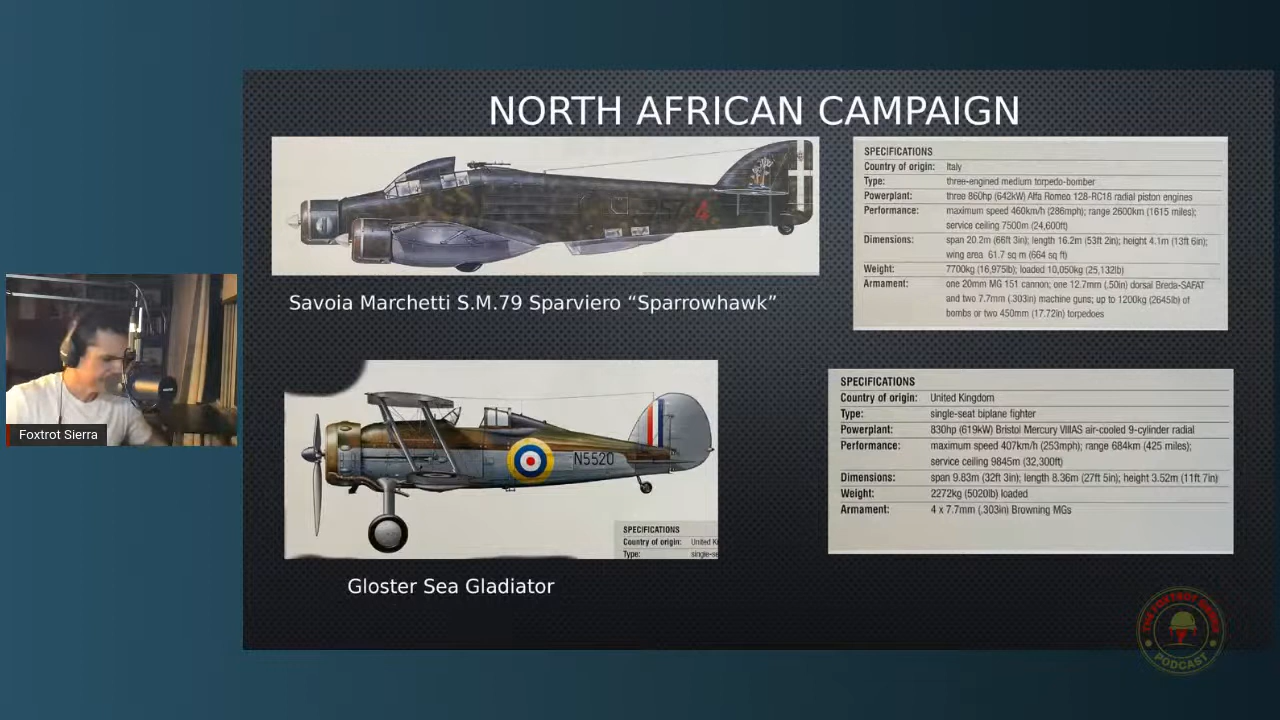 NORTH AFRICAN CAMPAIGN
SPECIFICATIONS
Country of origin: Italy
Type: three-engined medium torpedo-bomber
Powerplant: three 860hp (642kW) Alfa Romeo 128-RC18 radial piston engines
Performance: maximum speed 460km/h (286mph); range 2600km (1615 miles);
service ceiling 7500m (24,600ft)
Dimensions: span 20.2m (66ft 3in); length 16.2m (53ft 2in); height 4.1m (13ft 6in);
wing area 61.7 sq m (664 sq ft)
Weight: 7700kg (16,975lb); loaded 10,050kg (25,132lb)
Armament: one 20mm MG 151 cannon; one 12.7mm (.50in) dorsal Breda-SAFAT
and two 7.7mm (.303in) machine guns; up to 1200kg (2645lb) of
bombs or two 450mm (17.72in) torpedoes
Savoia Marchetti S.M.79 Sparviero “Sparrowhawk”
N5520
SPECIFICATIONS
Country of origin: United K
Type: single-se
Gloster Sea Gladiator
SPECIFICATIONS
Country of origin: United Kingdom
Type: single-seat biplane fighter
Powerplant: 830hp (619kW) Bristol Mercury VIIIAS air-cooled 9-cylinder radial
Performance: maximum speed 407km/h (253mph); range 684km (425 miles);
service ceiling 9845m (32,300ft)
Dimensions: span 9.83m (32ft 3in); length 8.36m (27ft 5in); height 3.52m (11ft 7in)
Weight: 2272kg (5020lb) loaded
Armament: 4 x 7.7mm (.303in) Browning MGs
Foxtrot Sierra
THE FOXTROT SIERRA
PODCAST